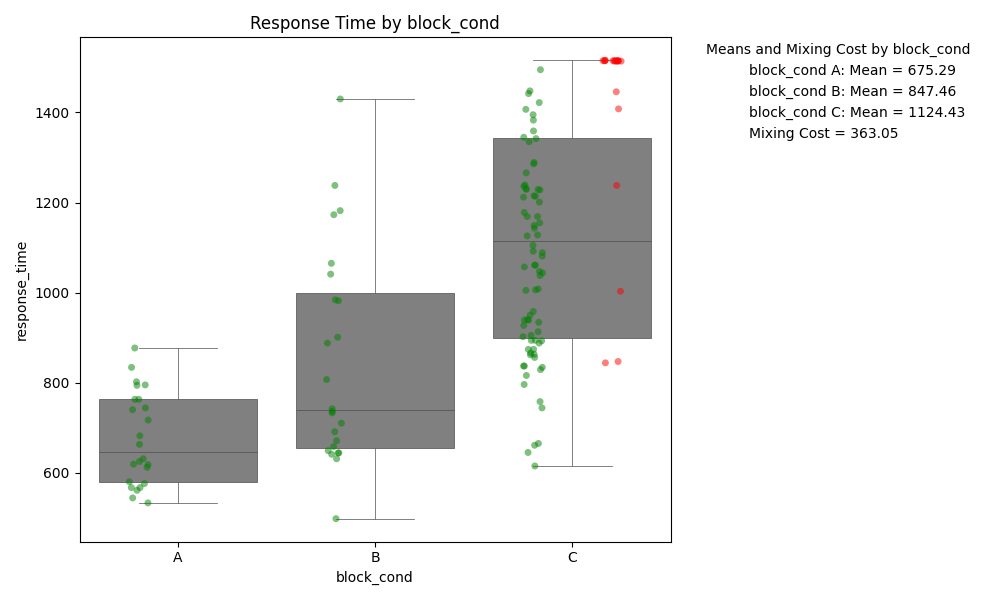 Response Time by block_cond
Means and Mixing Cost by block_cond
block_cond A: Mean = 675.29
block_cond B: Mean = 847.46
block_cond C: Mean = 1124.43
Mixing Cost = 363.05
response_time
1400
1200
1000
800
600
A B C
block_cond